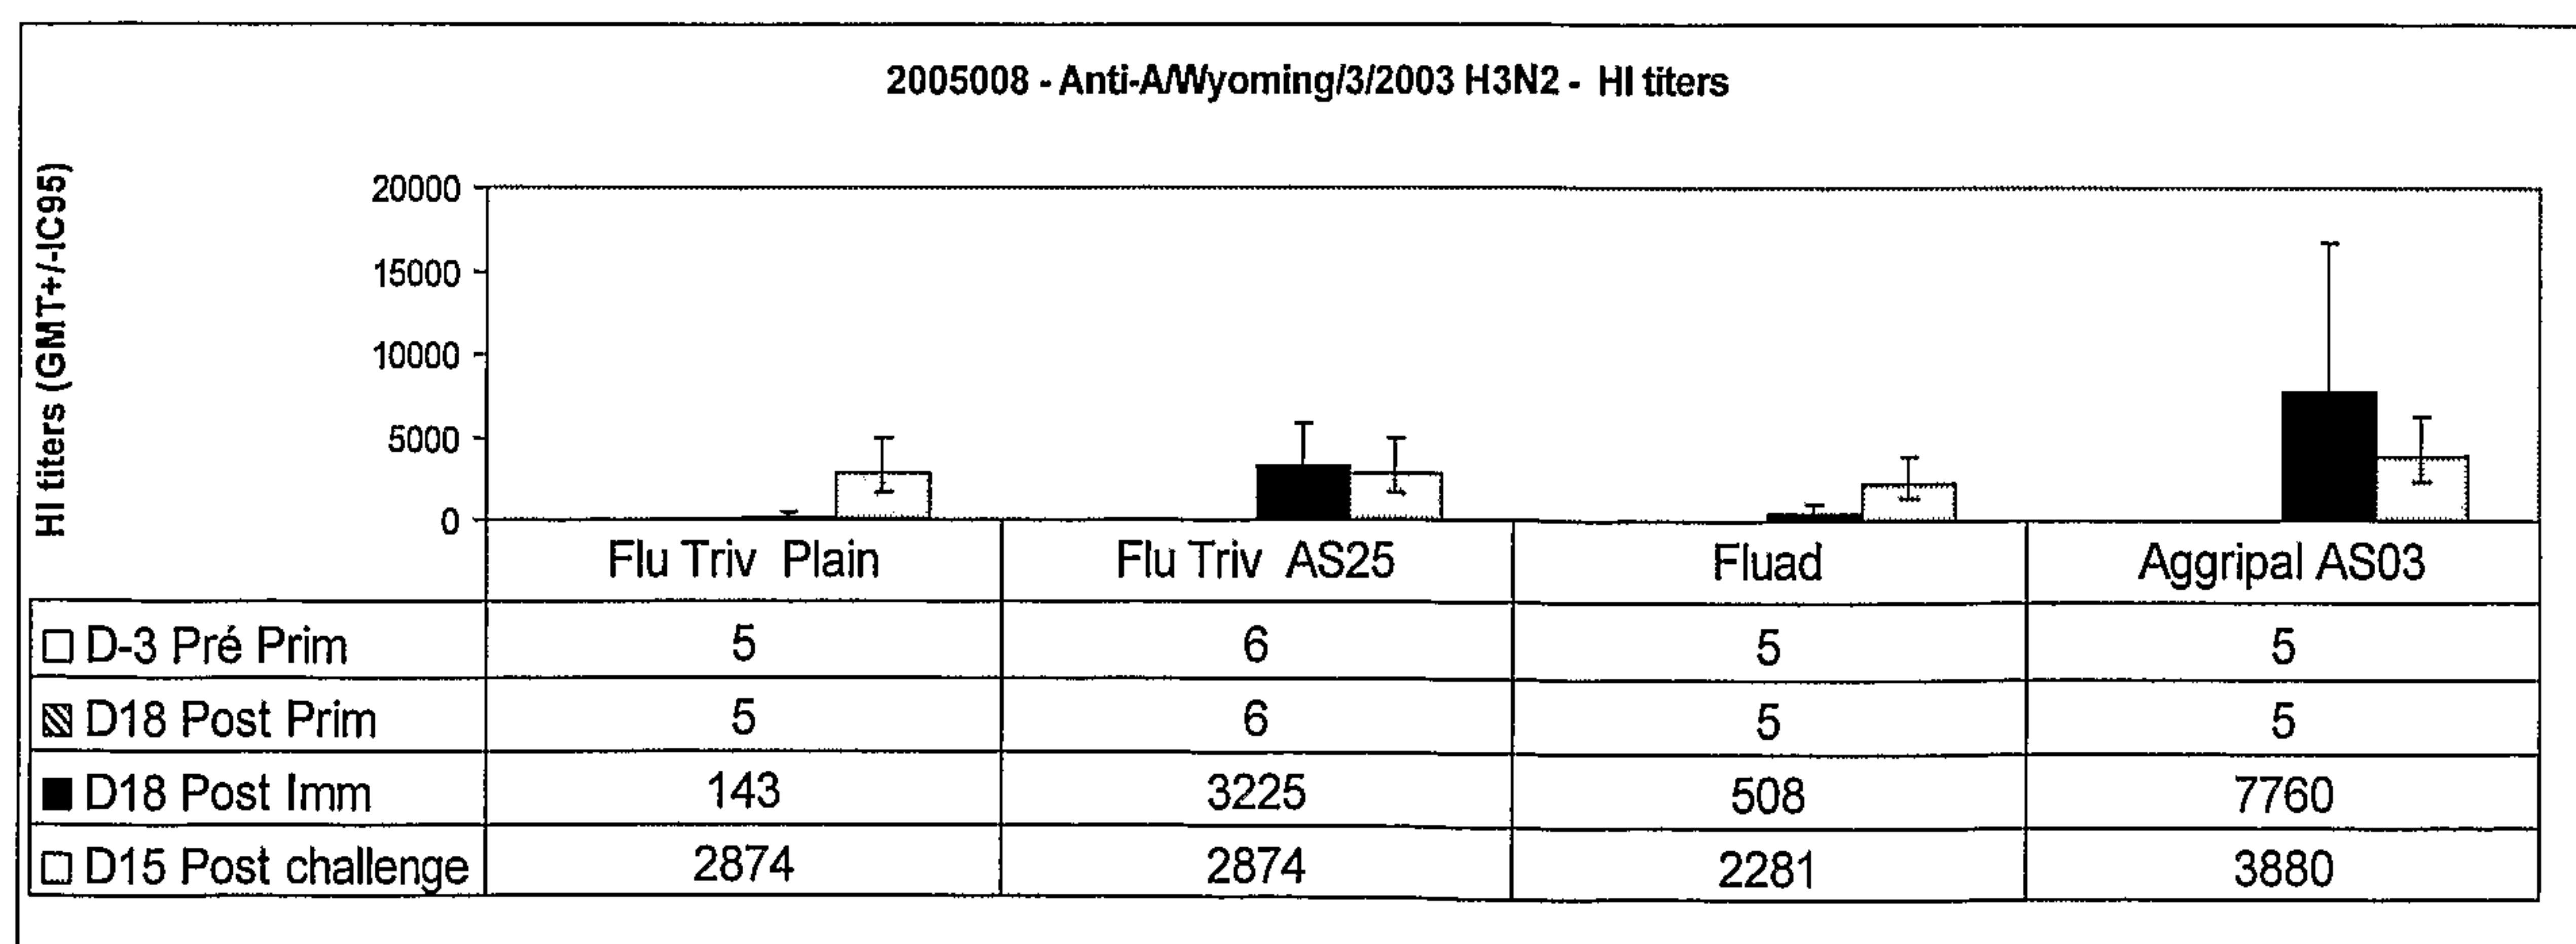 2005008 - Anti-A/Wyoming/3/2003 H3N2 - HI titers
HI titers (GMT+/-IC95)
20000
15000
10000
5000
0
Flu Triv Plain Flu Triv AS25 Fluad Aggripal AS03
D-3 Pré Prim 5 6 5 5
D18 Post Prim 5 6 5 5
D18 Post Imm 143 3225 508 7760
D15 Post challenge 2874 2874 2281 3880